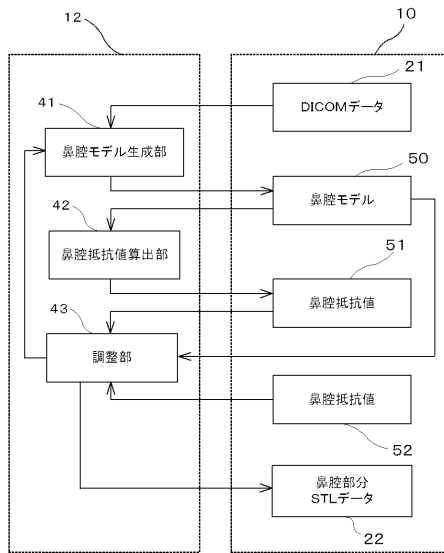 12
10
21
DICOMデータ
41
鼻腔モデル生成部
50
鼻腔モデル
42
鼻腔抵抗値算出部
51
鼻腔抵抗値
43
調整部
鼻腔抵抗値
52
鼻腔部分
STLデータ
22